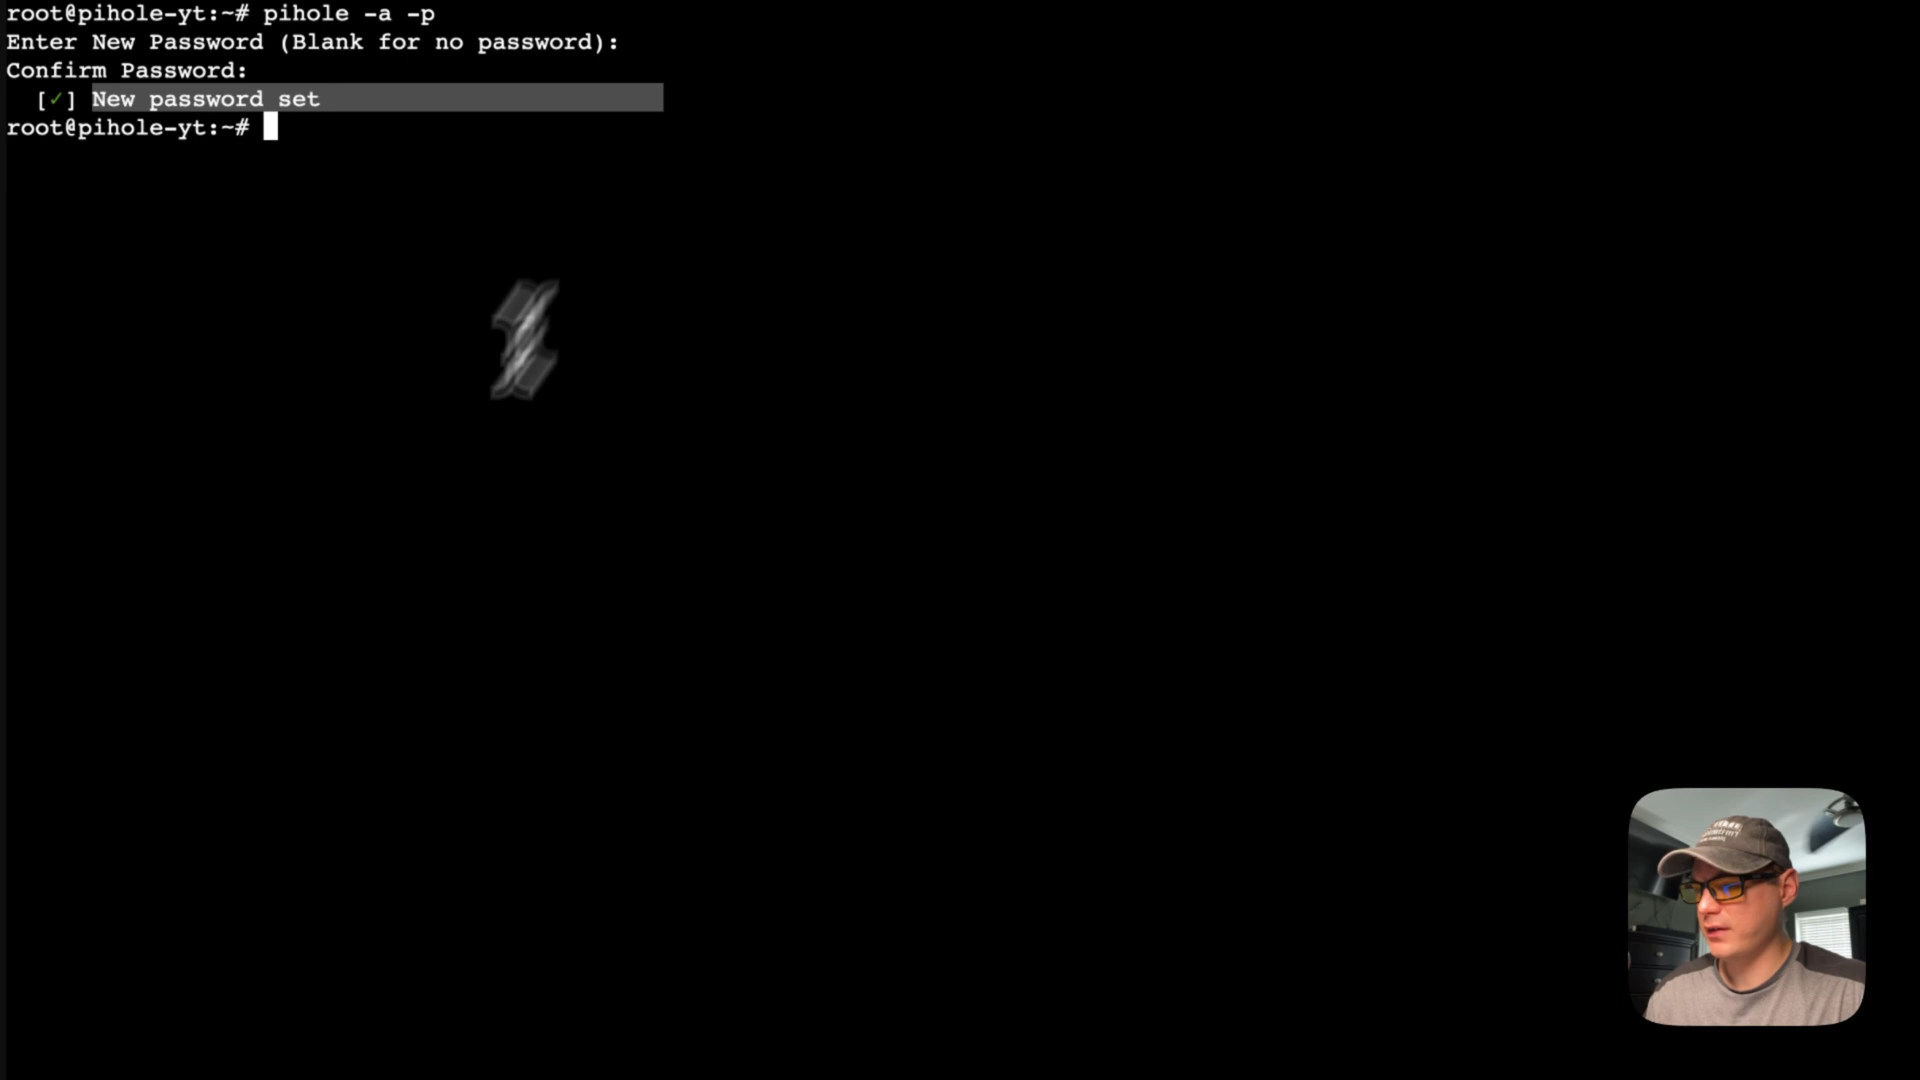 root@pihole-yt:~# pihole -a -p
Enter New Password (Blank for no password):
Confirm Password:
[✓] New password set
root@pihole-yt:~#